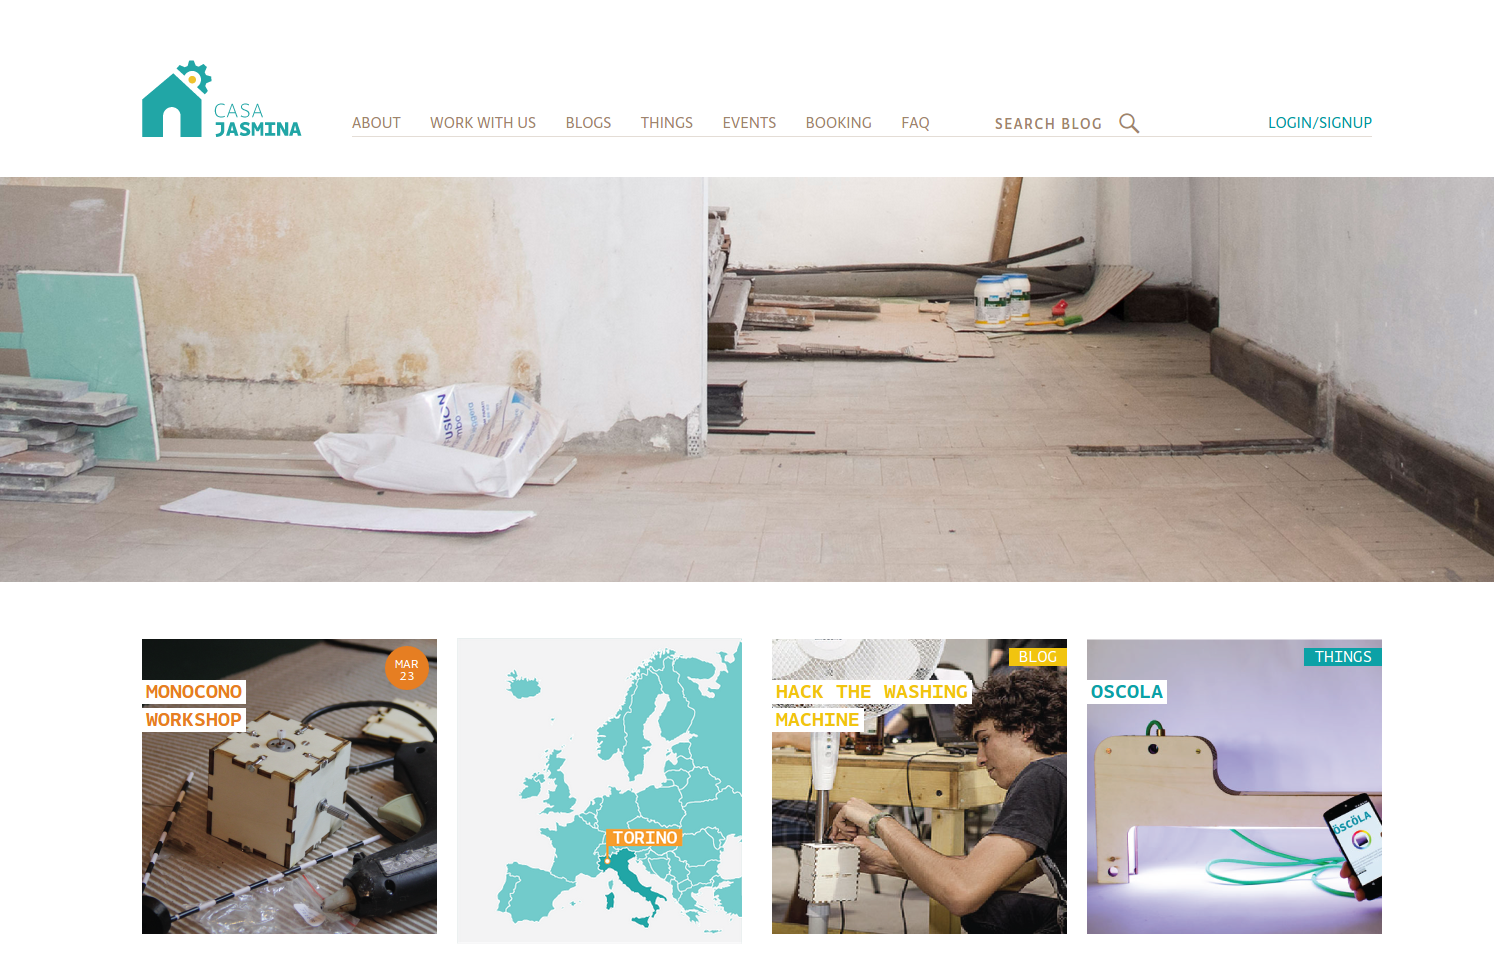 CASA
JASMINA
ABOUT WORK WITH US BLOGS THINGS EVENTS BOOKING FAQ SEARCH BLOG LOGIN/SIGNUP
MAR
23
MONOCONO
WORKSHOP
TORINO
BLOG
HACK THE WASHING
MACHINE
THINGS
OSCOLA
ÖSCÖLA